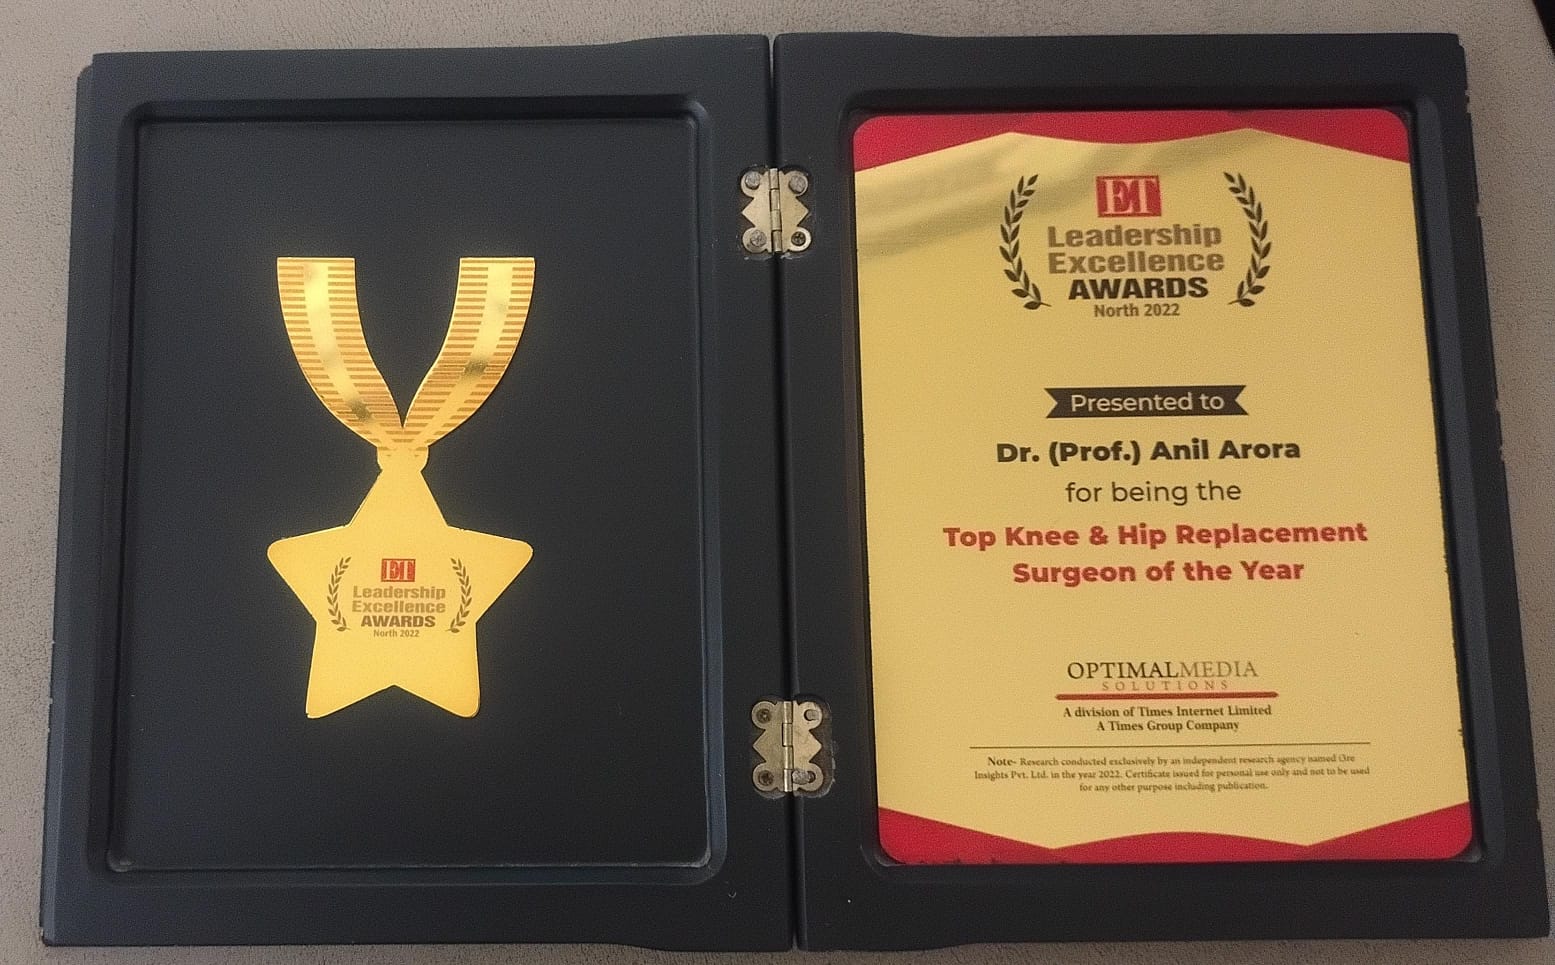 ET
Leadership
Excellence
AWARDS
North 2022
ET
Leadership
Excellence
AWARDS
North 2022
Presented to
Dr. (Prof.) Anil Arora
for being the
Top Knee & Hip Replacement
Surgeon of the Year
OPTIMALMEDIA
SOLUTIONS
A division of Times Internet Limited
A Times Group Company
Note- Research conducted exclusively by an independent research agency named i3re
Insights Pvt. Ltd. in the year 2022. Certificate issued for personal use only and not to be used
for any other purpose including publication.